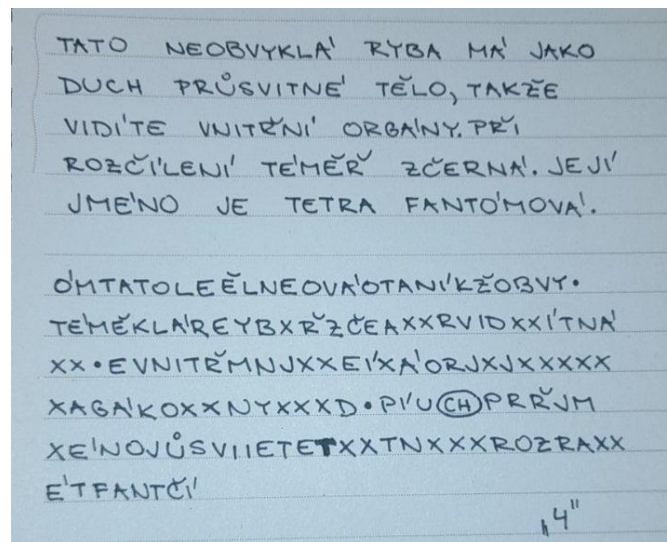 TATO NEOBVYKLÁ RYBA MÁ JAKO
DUCH PRŮSVITNÉ TĚLO, TAKŽE
VIDÍTE VNITŘNÍ ORGÁNY. PŘI
ROZČÍLENÍ TÉMĚŘ ZČERNÁ. JEJÍ
JMÉNO JE TETRA FANTÓMOVÁ.
ÓMTATOLEĚLNEOVÁOTANÍKŽOBVY.
TÉMĚKLÁREYBXŘZČEAXXRVIDXXÍTNÁ
XX.EVNITŘMNJXXEÍXÁORJXJXXXXX
XAGÁKOXXNYXXXD.PÍUCHPRŘJM
XÉNOJŮSVIIETETXXTNXXXROZRAXX
ÉTFANTČÍ
„4"